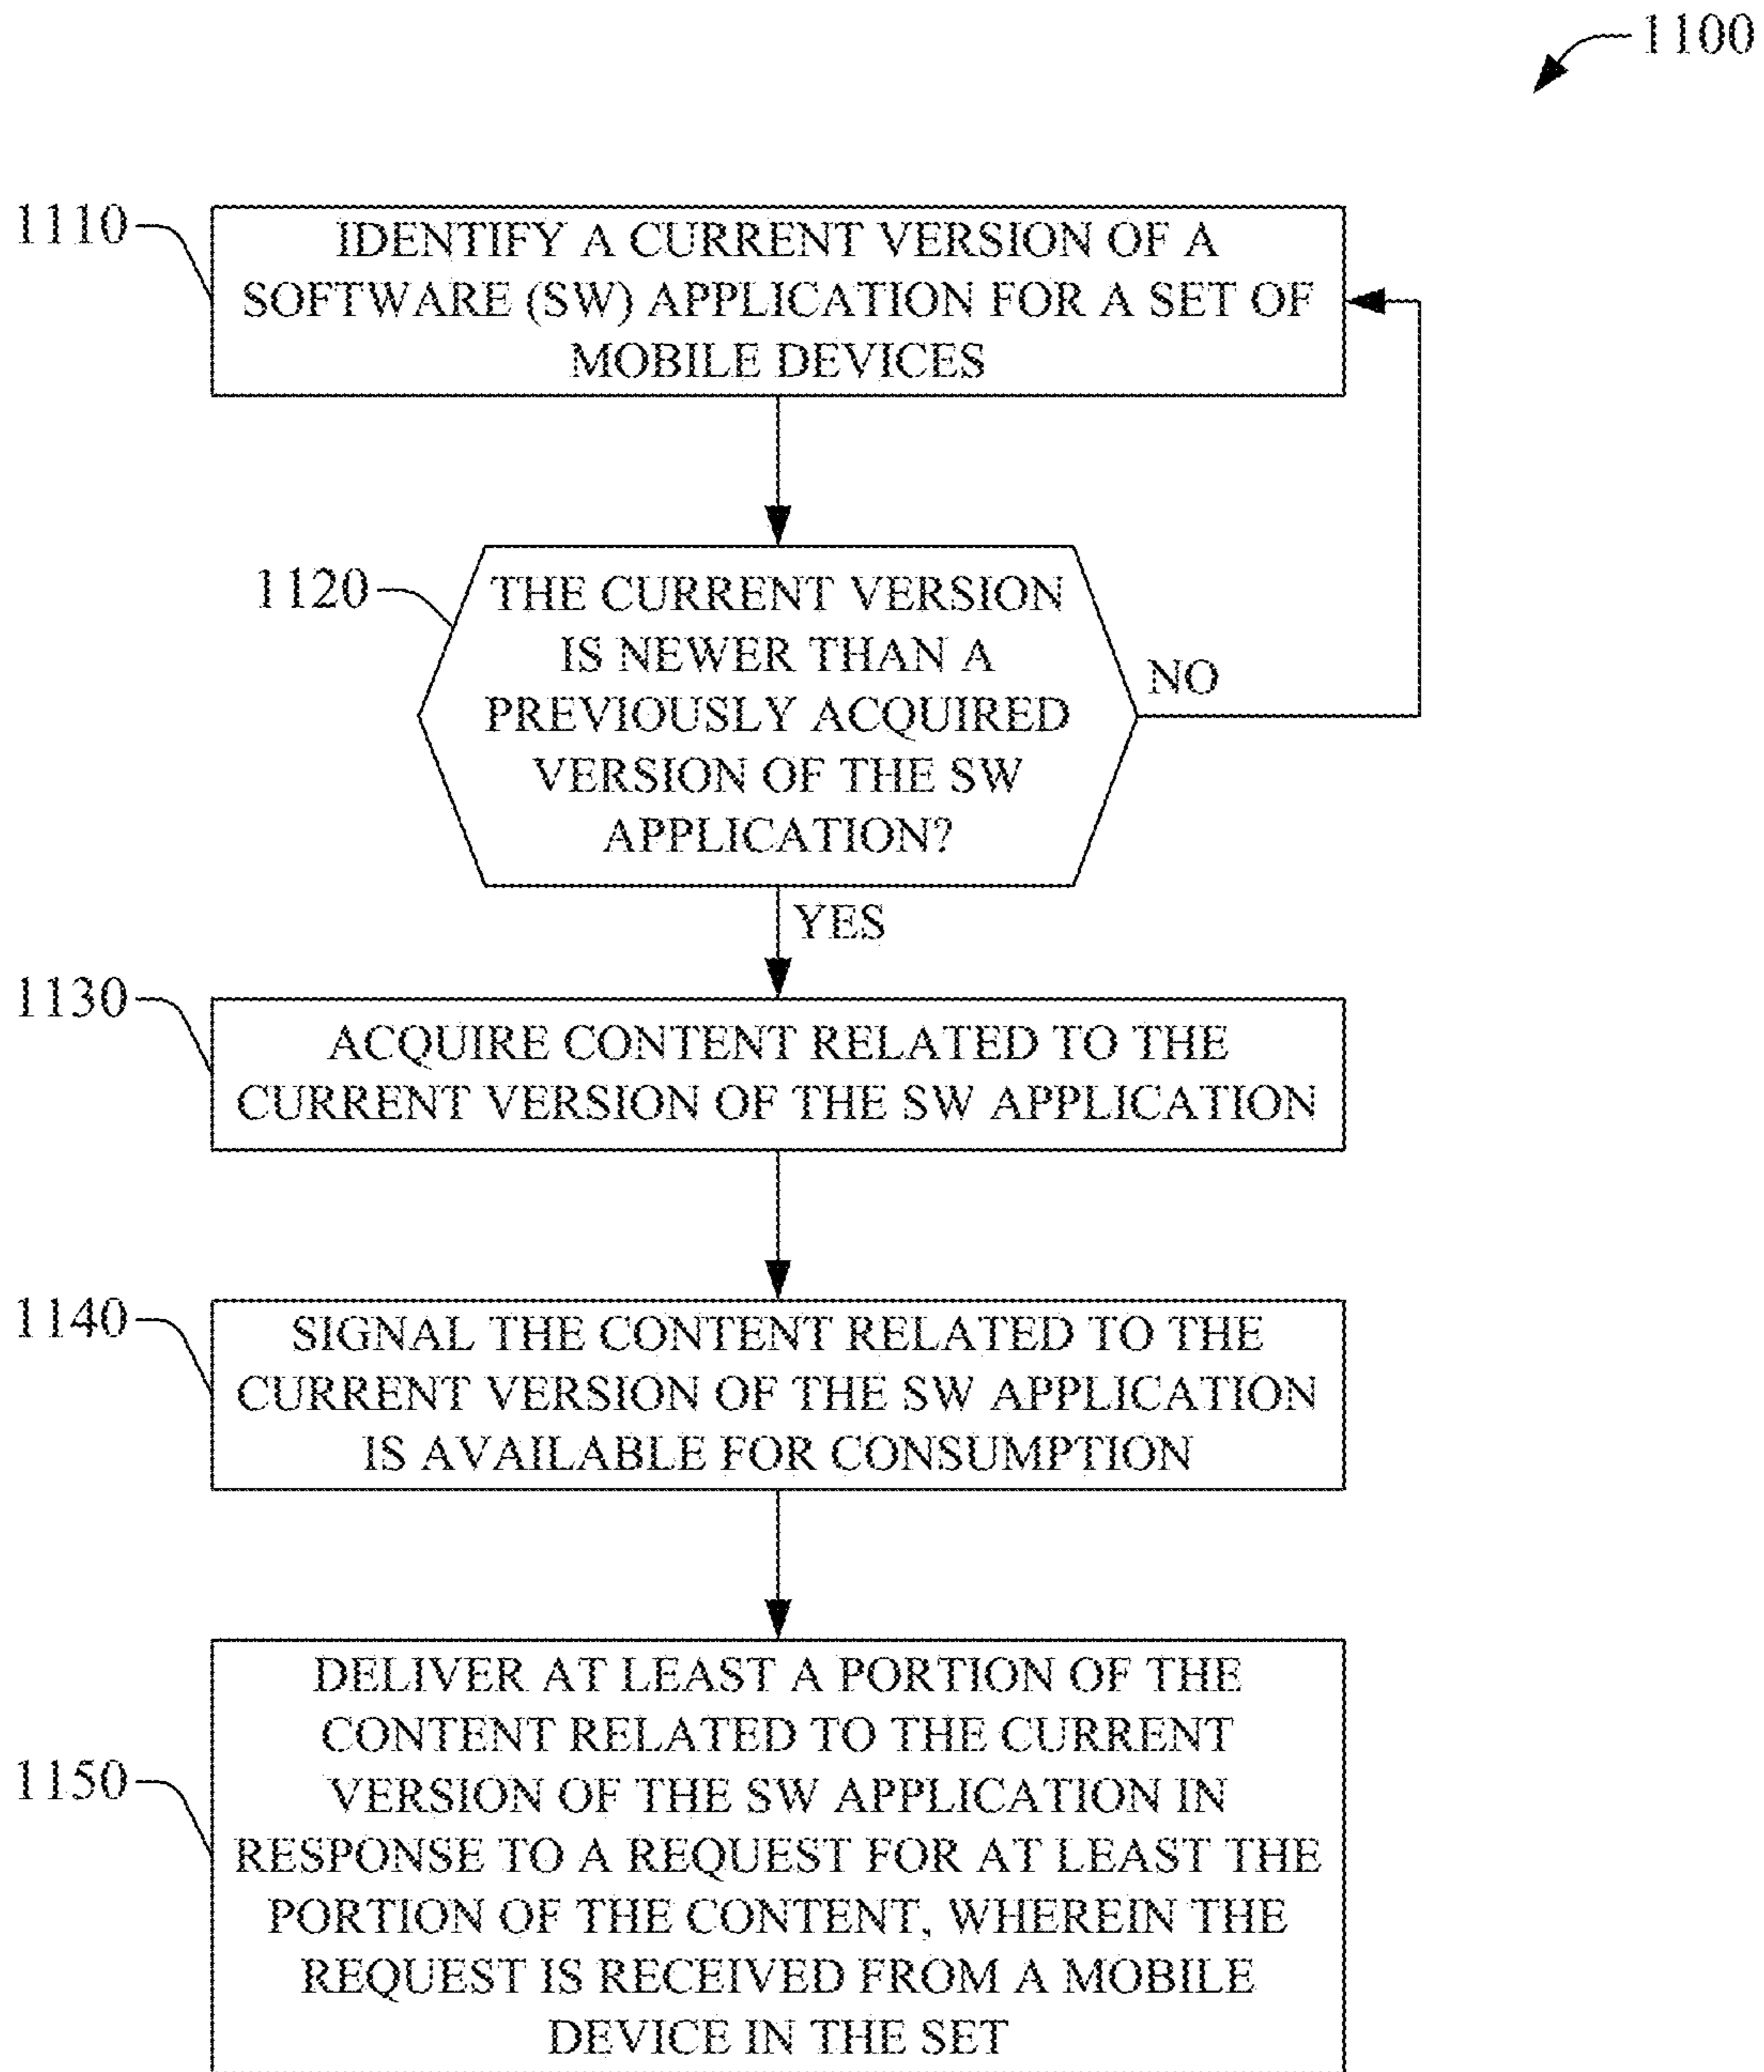 1100
1110
IDENTIFY A CURRENT VERSION OF A
SOFTWARE (SW) APPLICATION FOR A SET OF
MOBILE DEVICES
1120
THE CURRENT VERSION
IS NEWER THAN A
PREVIOUSLY ACQUIRED
VERSION OF THE SW
APPLICATION?
NO
YES
1130
ACQUIRE CONTENT RELATED TO THE
CURRENT VERSION OF THE SW APPLICATION
1140
SIGNAL THE CONTENT RELATED TO THE
CURRENT VERSION OF THE SW APPLICATION
IS AVAILABLE FOR CONSUMPTION
1150
DELIVER AT LEAST A PORTION OF THE
CONTENT RELATED TO THE CURRENT
VERSION OF THE SW APPLICATION IN
RESPONSE TO A REQUEST FOR AT LEAST THE
PORTION OF THE CONTENT, WHEREIN THE
REQUEST IS RECEIVED FROM A MOBILE
DEVICE IN THE SET